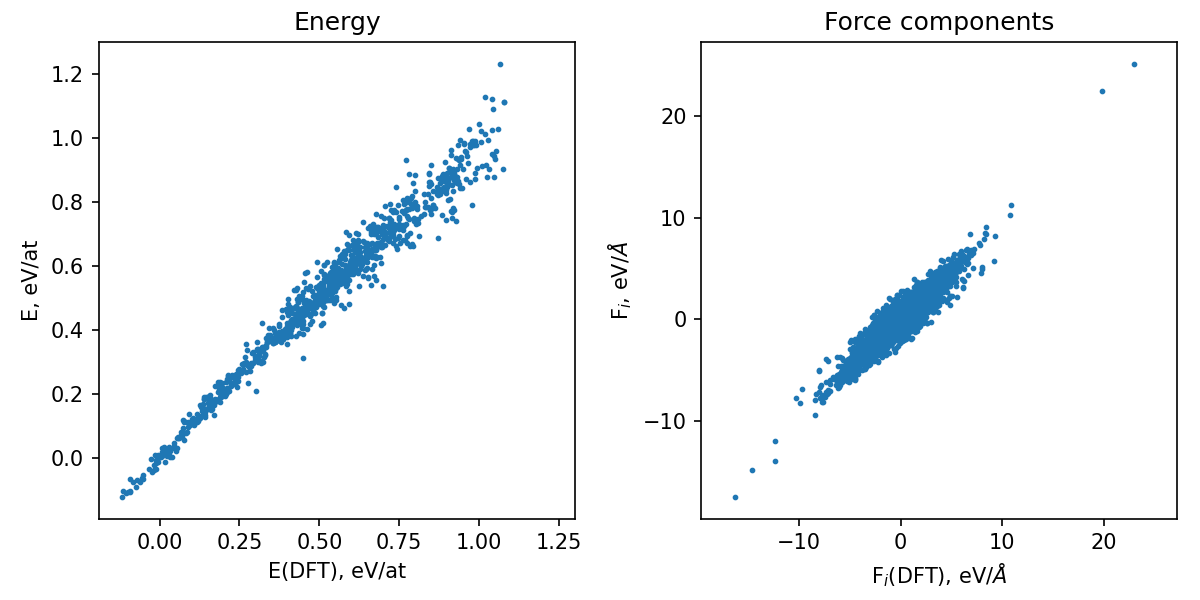 Energy
1.2
1.0
0.8
0.6
0.4
0.2
0.0
E, eV/at
0.00 0.25 0.50 0.75 1.00 1.25
E(DFT), eV/at
Force components
20
10
0
−10
F𝑖, eV/Å
−10 0 10 20
F𝑖(DFT), eV/Å